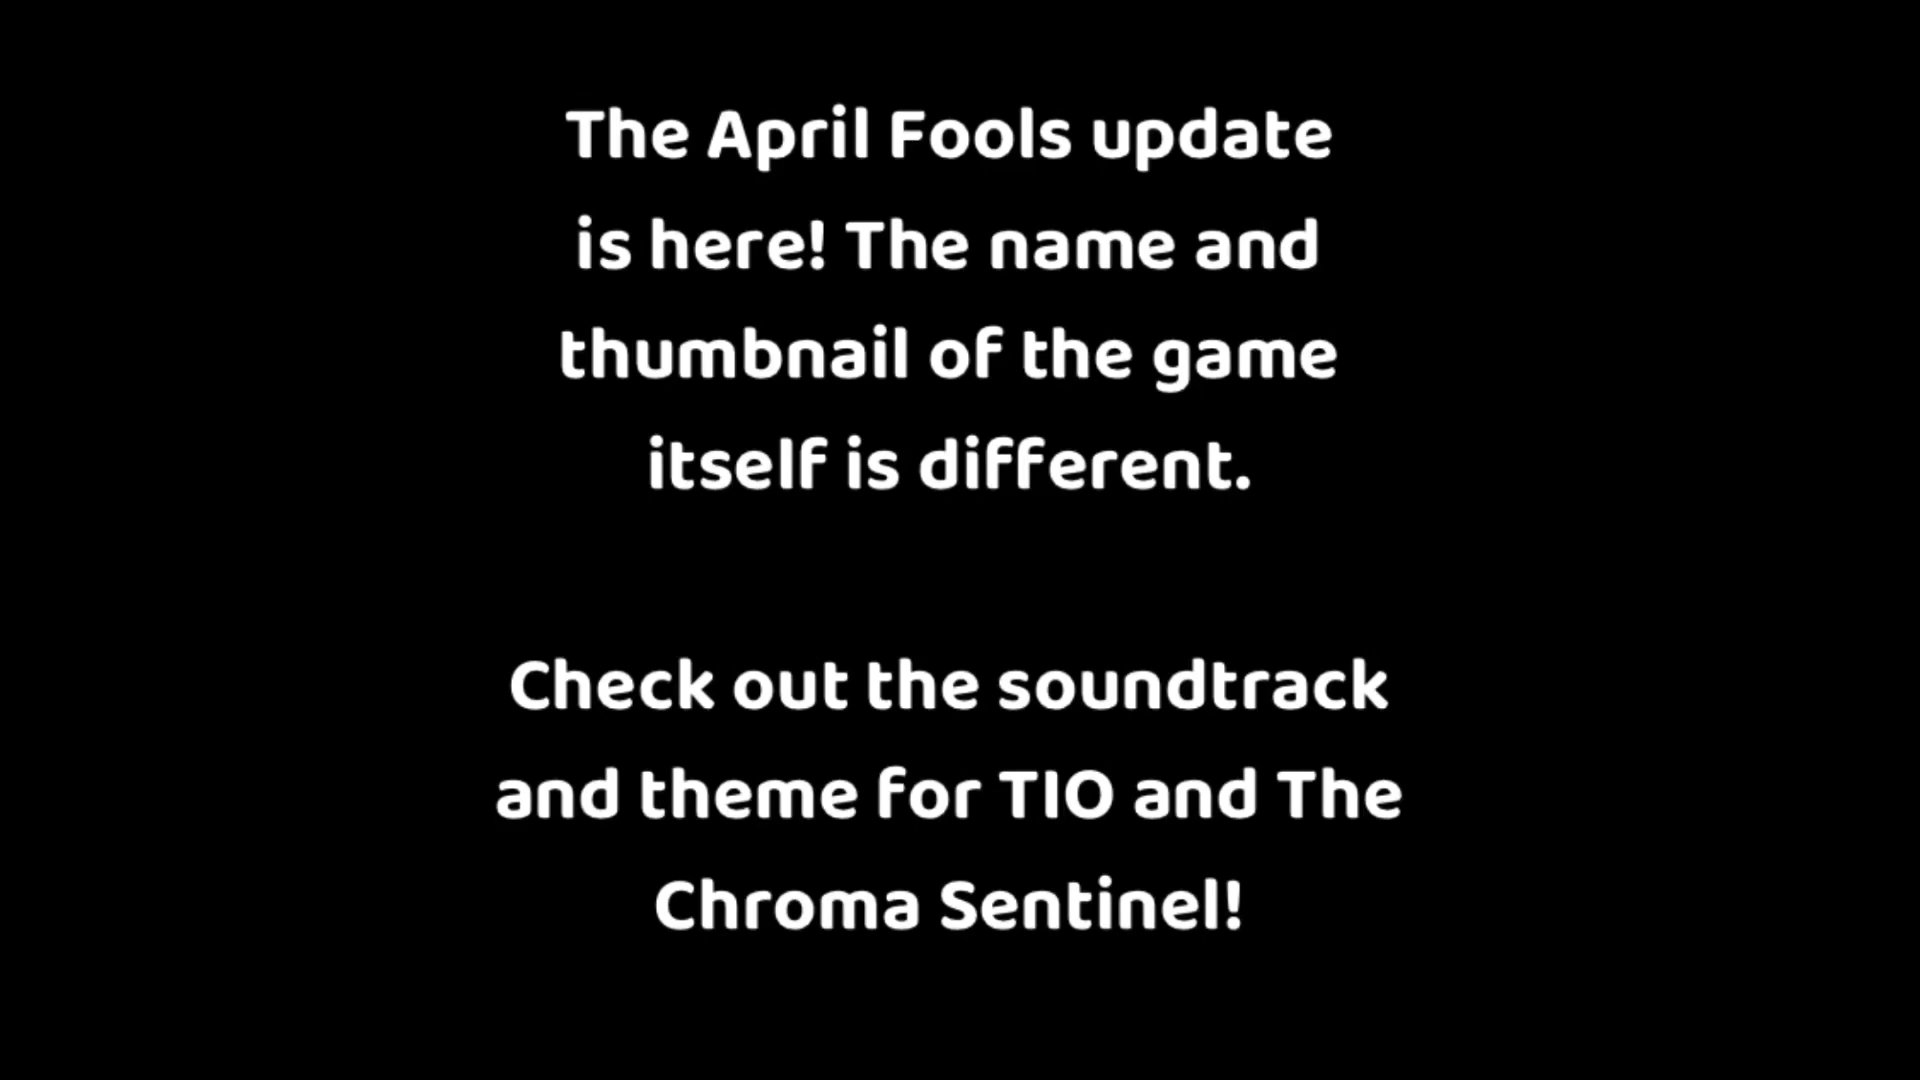 The April Fools update
is here! The name and
thumbnail of the game
itself is different.
Check out the soundtrack
and theme for TIO and The
Chroma Sentinel!